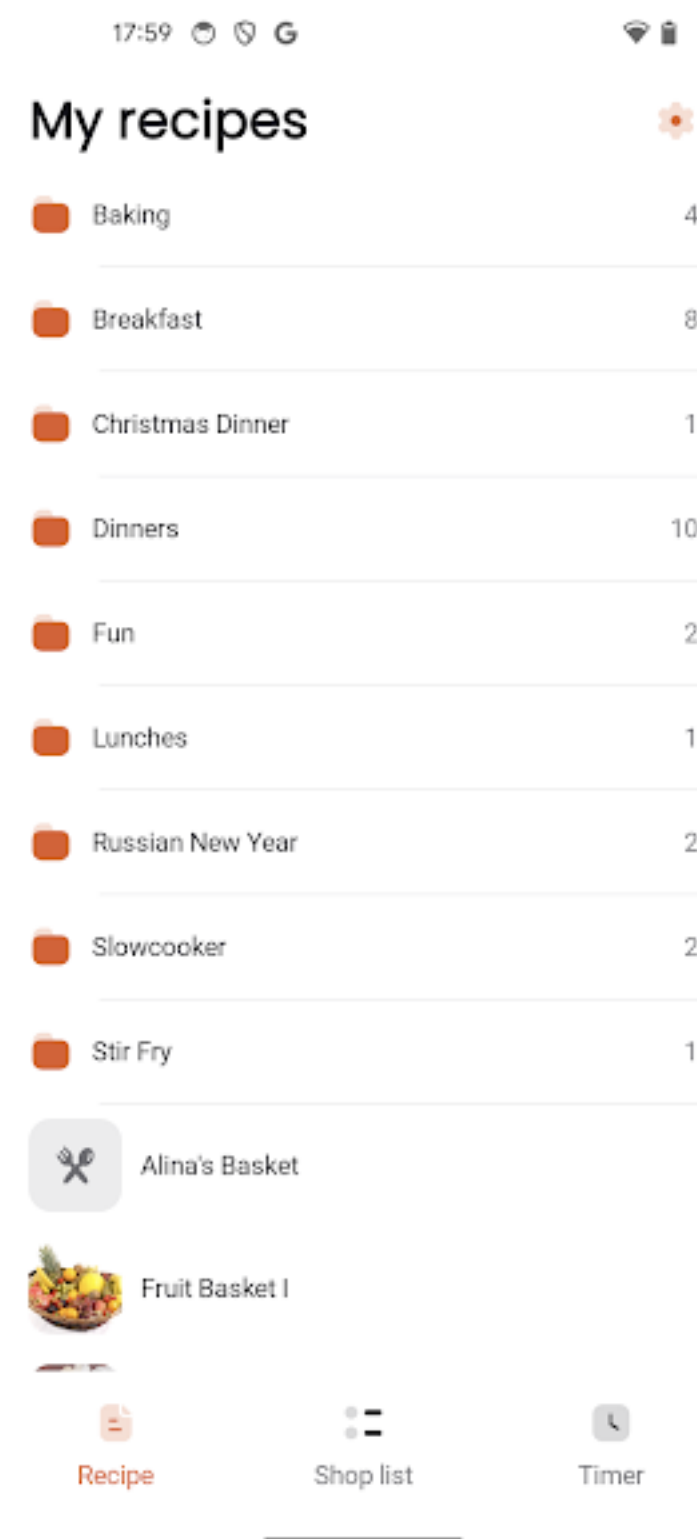 17:59
My recipes
Baking 4
Breakfast 8
Christmas Dinner 1
Dinners 10
Fun 2
Lunches 1
Russian New Year 2
Slowcooker 2
Stir Fry 1
Alina's Basket
Fruit Basket I
Recipe Shop list Timer